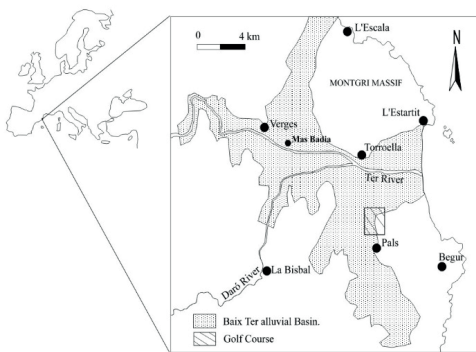 0 4 km
L'Escala
N
MONTGRI MASSIF
L'Estartit
Verges
Mas Badia
Torroella
Ter River
Pals
Begur
Daró River
La Bisbal
Baix Ter alluvial Basin.
Golf Course